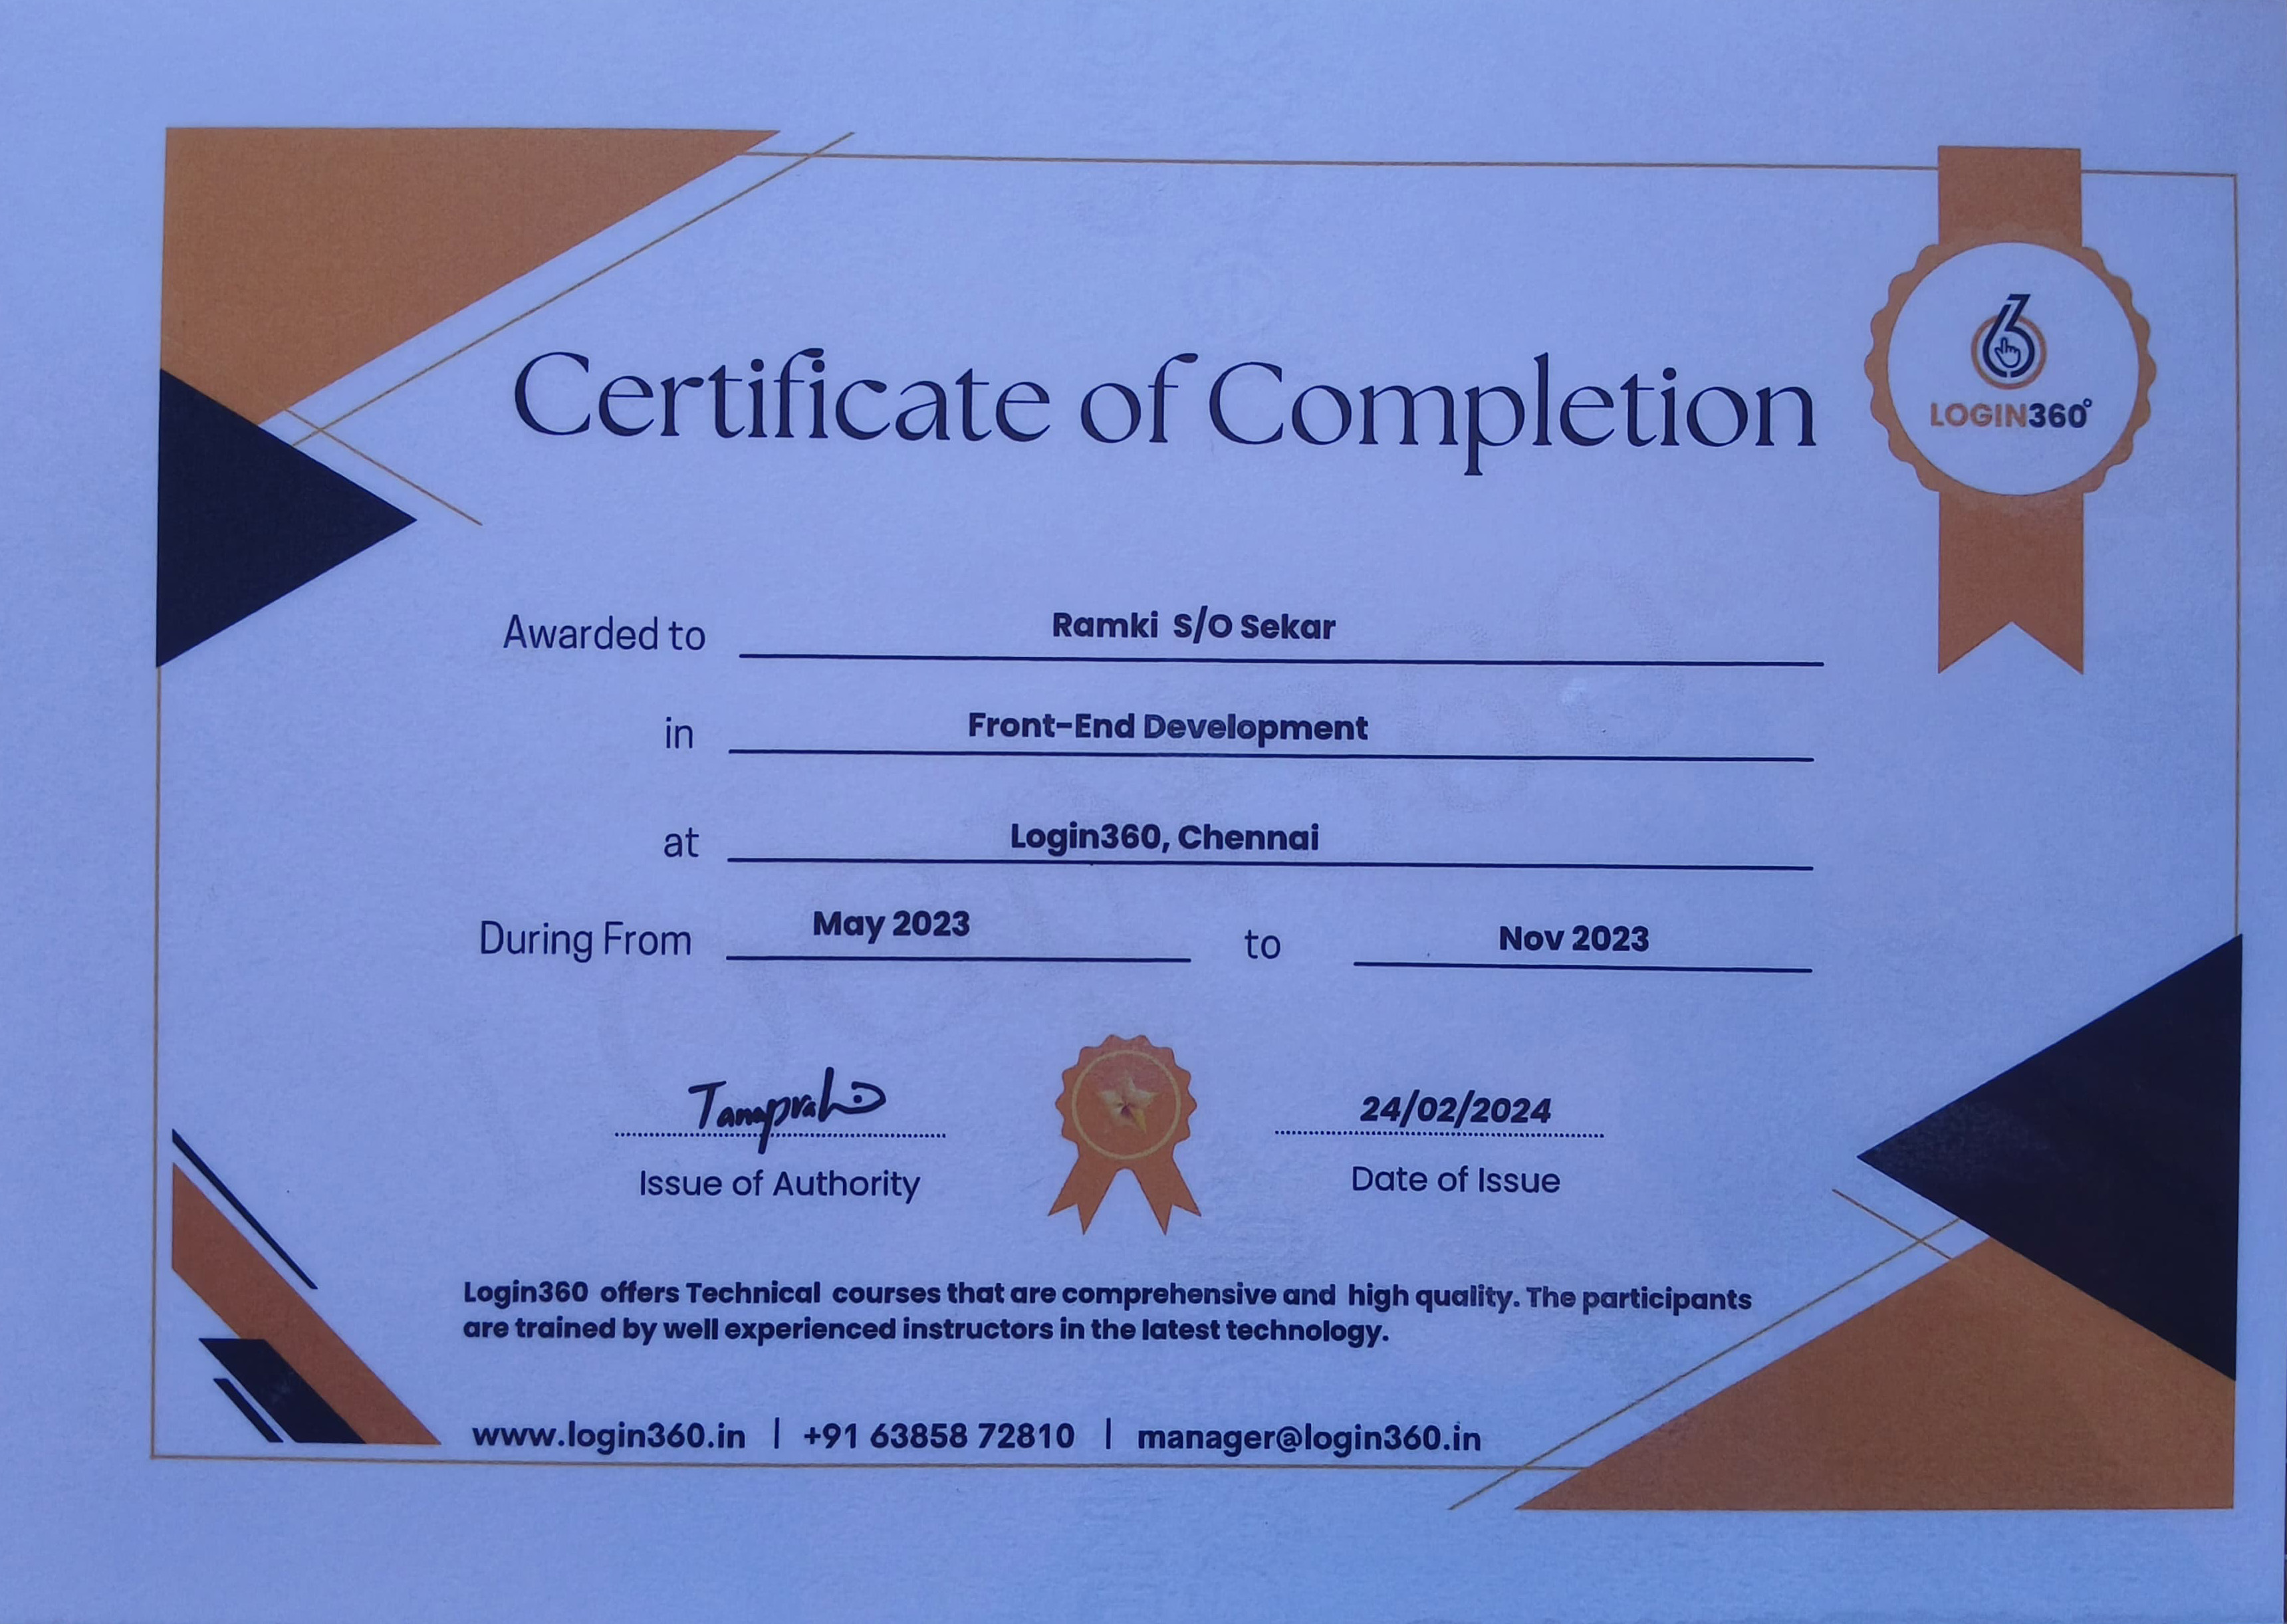 Certificate of Completion
LOGIN360°
Awarded to Ramki S/O Sekar
in Front-End Development
at Login360, Chennai
During From May 2023 to Nov 2023
24/02/2024
Issue of Authority Date of Issue
Login360 offers Technical courses that are comprehensive and high quality. The participants
are trained by well experienced instructors in the latest technology.
www.login360.in | +91 63858 72810 | manager@login360.in